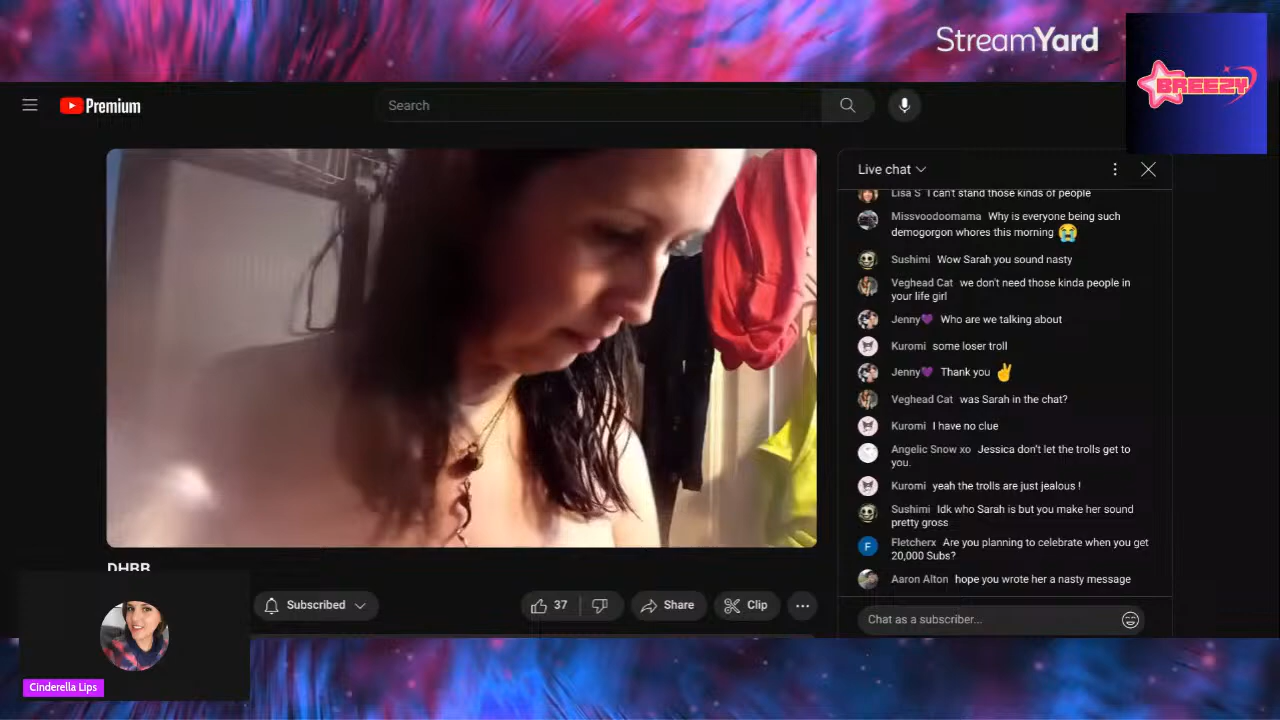 StreamYard
BREEZY
Premium
Search
Live chat
Lisa S I can't stand those kinds of people
Missvoodoomama Why is everyone being such
demogorgon whores this morning
Sushimi Wow Sarah you sound nasty
Veghead Cat we don't need those kinda people in
your life girl
Jenny Who are we talking about
Kuromi some loser troll
Jenny Thank you
Veghead Cat was Sarah in the chat?
Kuromi I have no clue
Angelic Snow xo Jessica don't let the trolls get to
you.
Kuromi yeah the trolls are just jealous !
Sushimi Idk who Sarah is but you make her sound
pretty gross
F Fletcherx Are you planning to celebrate when you get
20,000 Subs?
Aaron Alton hope you wrote her a nasty message
Chat as a subscriber...
DHBB
Subscribed
37
Share
Clip
Cinderella Lips